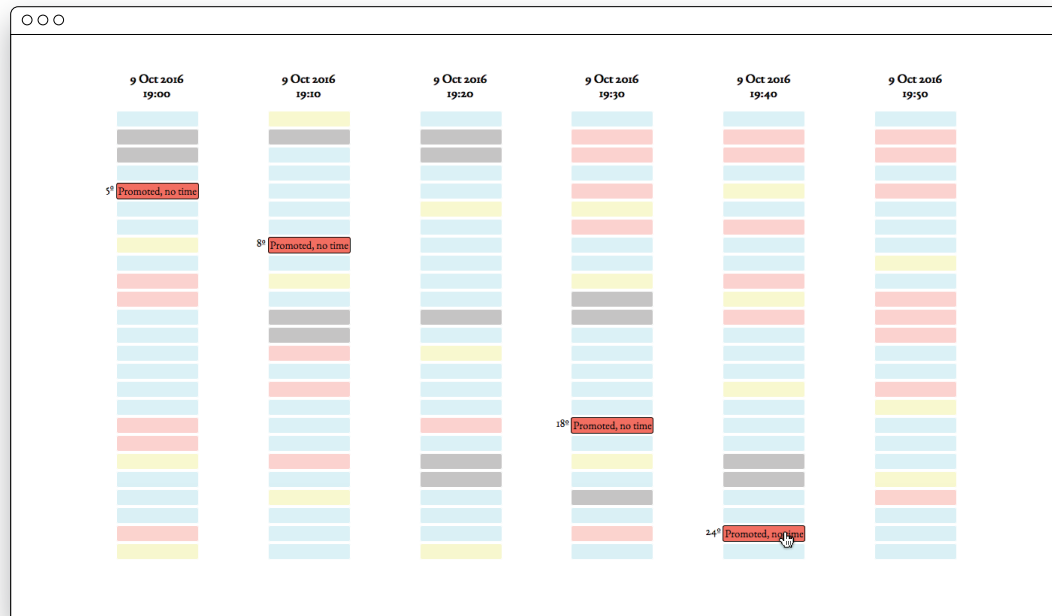 9 Oct 2016
19:00
9 Oct 2016
19:10
9 Oct 2016
19:20
9 Oct 2016
19:30
9 Oct 2016
19:40
9 Oct 2016
19:50
5º Promoted, no time
8º Promoted, no time
18º Promoted, no time
24º Promoted, no time